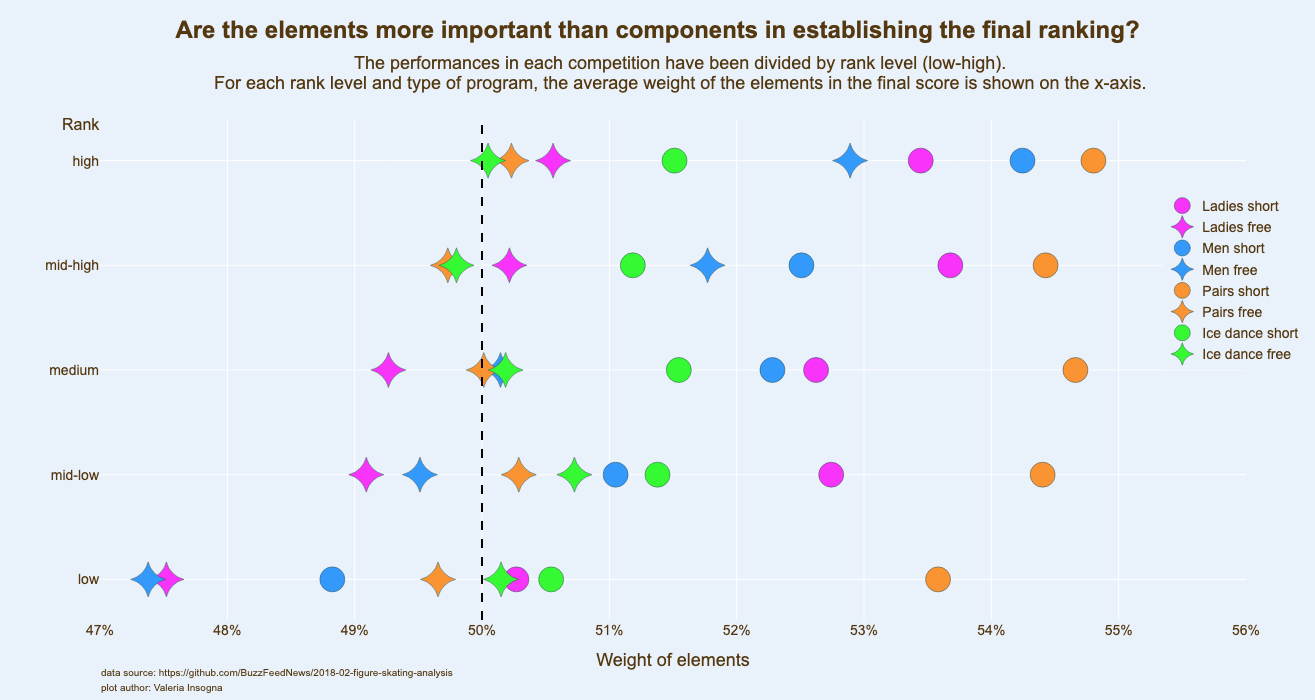 Are the elements more important than components in establishing the final ranking?
The performances in each competition have been divided by rank level (low-high).
For each rank level and type of program, the average weight of the elements in the final score is shown on the x-axis.
Rank
high
mid-high
medium
mid-low
low
Ladies short
Ladies free
Men short
Men free
Pairs short
Pairs free
Ice dance short
Ice dance free
47% 48% 49% 50% 51% 52% 53% 54% 55% 56%
Weight of elements
data source: https://github.com/BuzzFeedNews/2018-02-figure-skating-analysis
plot author: Valeria Insogna